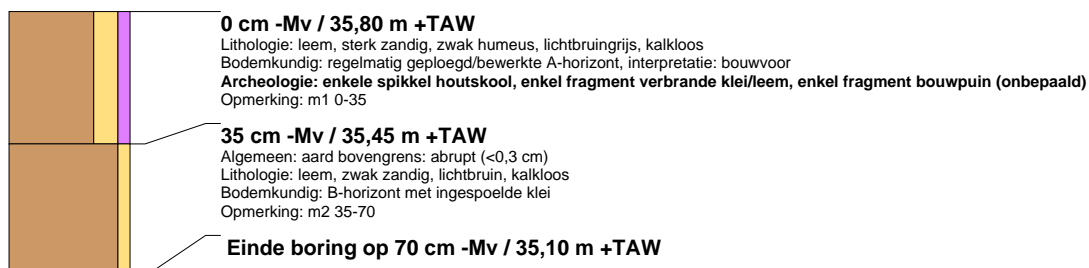 0 cm -Mv / 35,80 m +TAW
Lithologie: leem, sterk zandig, zwak humeus, lichtbruingrijs, kalkloos
Bodemkundig: regelmatig geploegd/bewerkte A-horizont, interpretatie: bouwvoor
Archeologie: enkele spikkel houtskool, enkel fragment verbrande klei/leem, enkel fragment bouwpuin (onbepaald)
Opmerking: m1 0-35
35 cm -Mv / 35,45 m +TAW
Algemeen: aard bovengrens: abrupt (<0,3 cm)
Lithologie: leem, zwak zandig, lichtbruin, kalkloos
Bodemkundig: B-horizont met ingespoelde klei
Opmerking: m2 35-70
Einde boring op 70 cm -Mv / 35,10 m +TAW